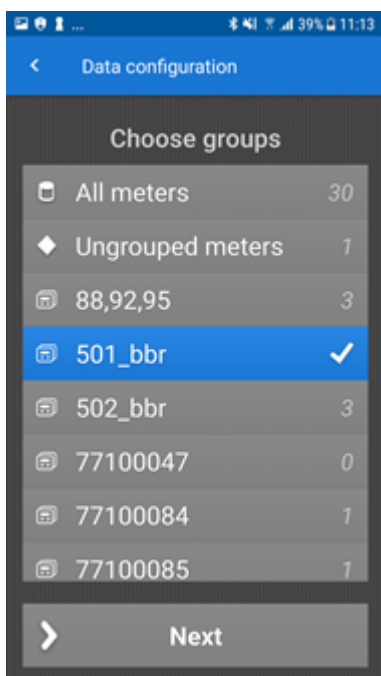 ... 39% 11:13
Data configuration
Choose groups
All meters 30
Ungrouped meters 1
88,92,95 3
501_bbr
502_bbr 3
77100047 0
77100084 1
77100085 1
Next